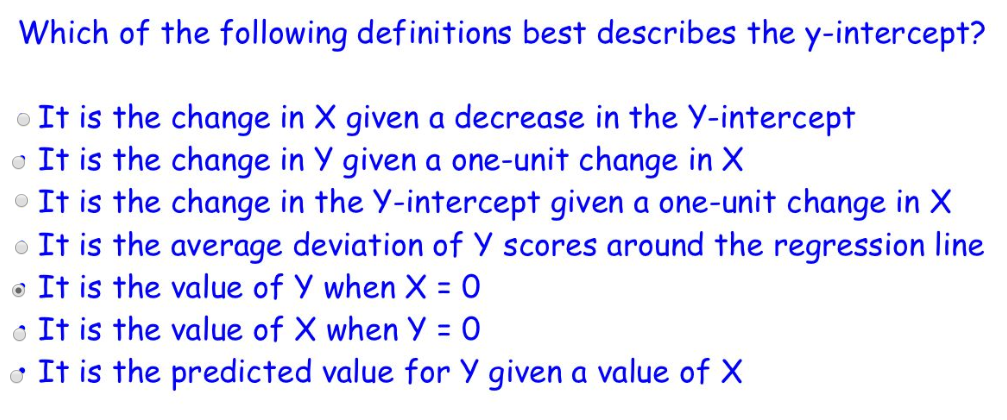 Which of the following definitions best describes the y-intercept?
It is the change in X given a decrease in the Y-intercept
It is the change in Y given a one-unit change in X
It is the change in the Y-intercept given a one-unit change in X
It is the average deviation of Y scores around the regression line
It is the value of Y when X = 0
It is the value of X when Y = 0
It is the predicted value for Y given a value of X